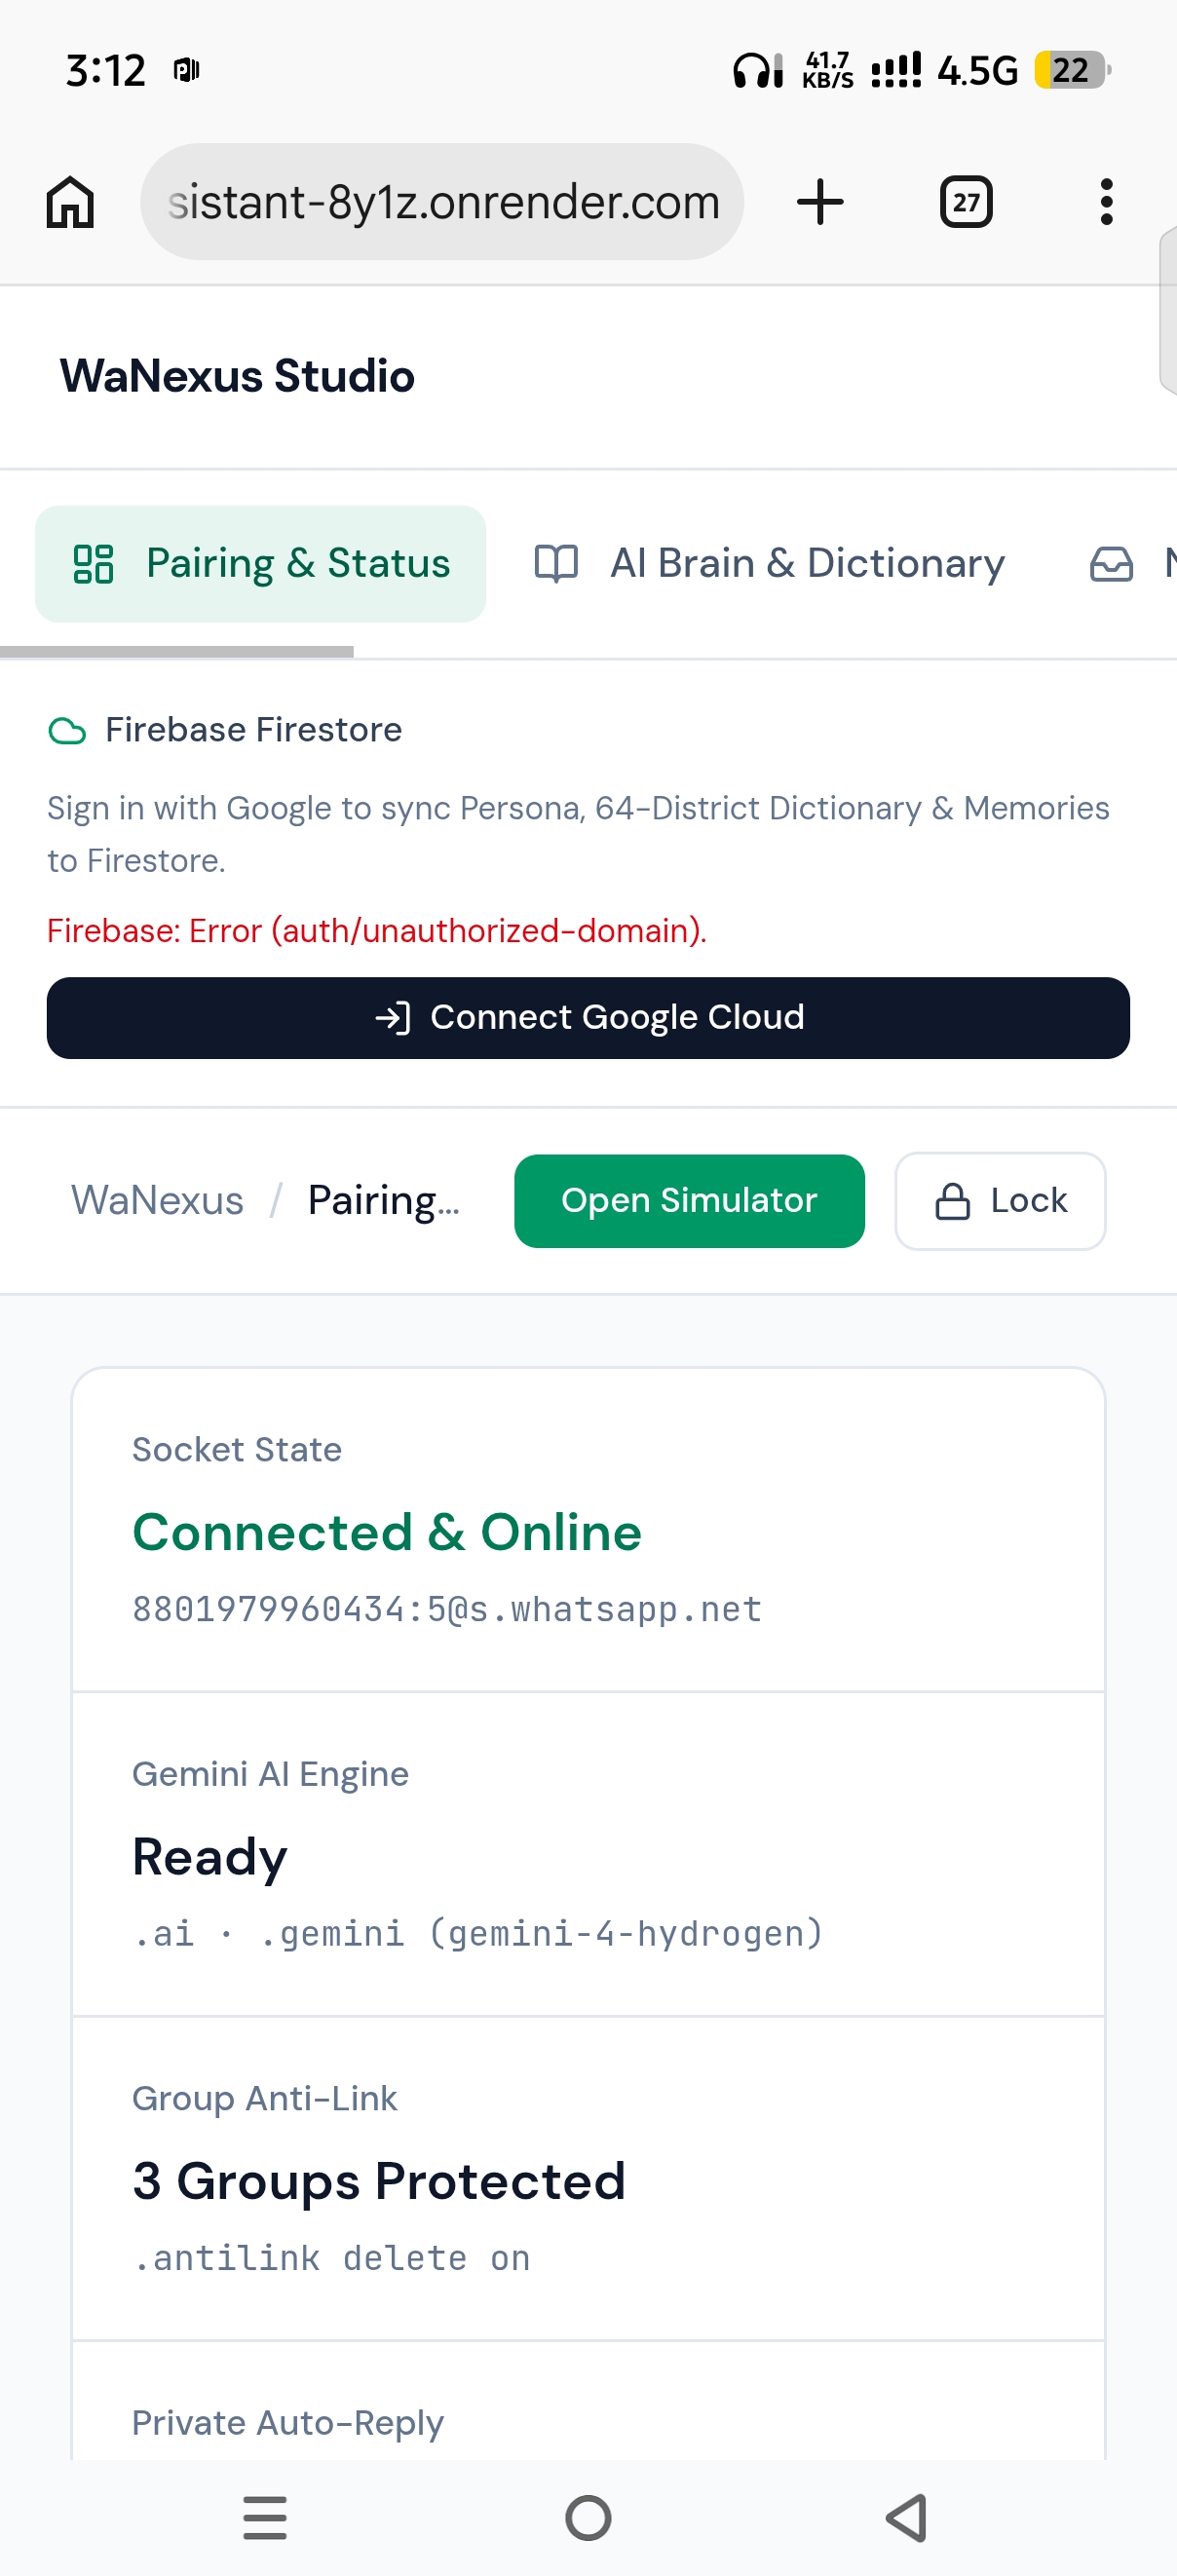 3:12
41.7
KB/S
4.5G
22
sistant-8y1z.onrender.com
27
WaNexus Studio
Pairing & Status
AI Brain & Dictionary
Firebase Firestore
Sign in with Google to sync Persona, 64-District Dictionary & Memories
to Firestore.
Firebase: Error (auth/unauthorized-domain).
Connect Google Cloud
WaNexus / Pairing...
Open Simulator
Lock
Socket State
Connected & Online
8801979960434:5@s.whatsapp.net
Gemini AI Engine
Ready
.ai · .gemini (gemini-4-hydrogen)
Group Anti-Link
3 Groups Protected
.antilink delete on
Private Auto-Reply